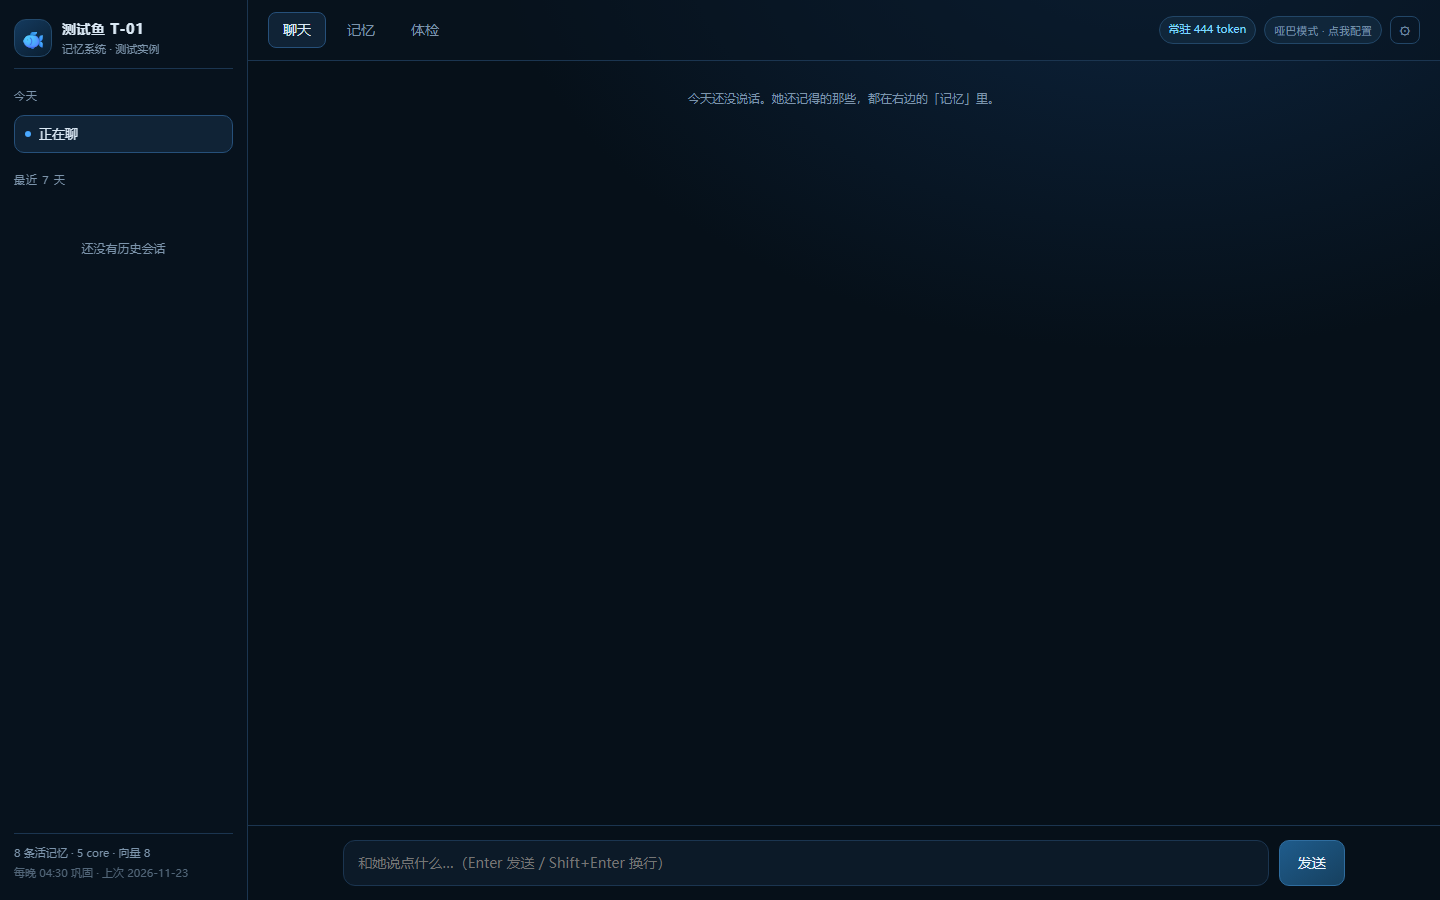 测试鱼 T-01
记忆系统 · 测试实例
今天
正在聊
最近 7 天
还没有历史会话
8 条活记忆 · 5 core · 向量 8
每晚 04:30 巩固 · 上次 2026-11-23
聊天
记忆
体检
常驻 444 token
哑巴模式 · 点我配置
今天还没说话。她还记得的那些，都在右边的「记忆」里。
和她说点什么…（Enter 发送 / Shift+Enter 换行）
发送